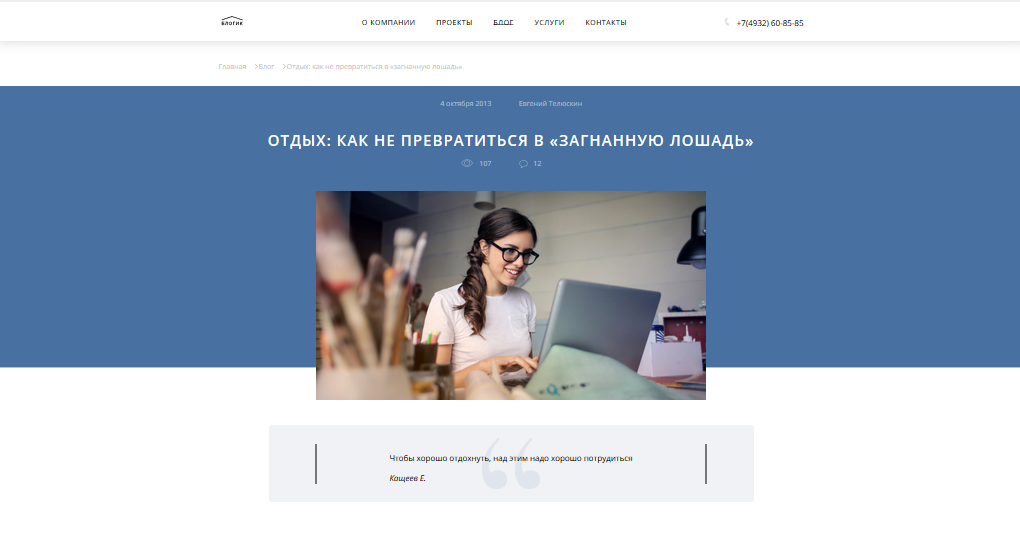 БЛОГИК
О КОМПАНИИ ПРОЕКТЫ БЛОГ УСЛУГИ КОНТАКТЫ
+7(4932) 60-85-85
Главная Блог Отдых: как не превратиться в «загнанную лошадь»
4 октября 2013 Евгений Телюскин
ОТДЫХ: КАК НЕ ПРЕВРАТИТЬСЯ В «ЗАГНАННУЮ ЛОШАДЬ»
107 12
Чтобы хорошо отдохнуть, над этим надо хорошо потрудиться
Кащеев Е.